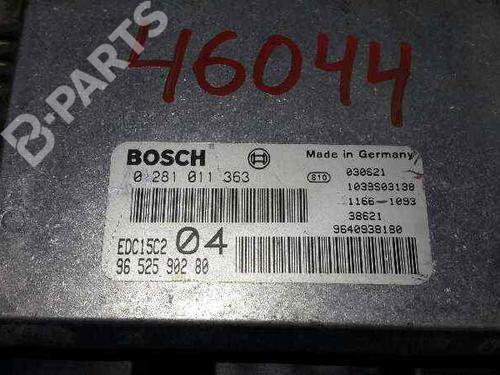 B-PARTS
46044
BOSCH
Made in Germany
0 281 011 363
810
030621
1039S03138
1166-1093
38621
9640938180
EDC15C2 04
96 525 902 80